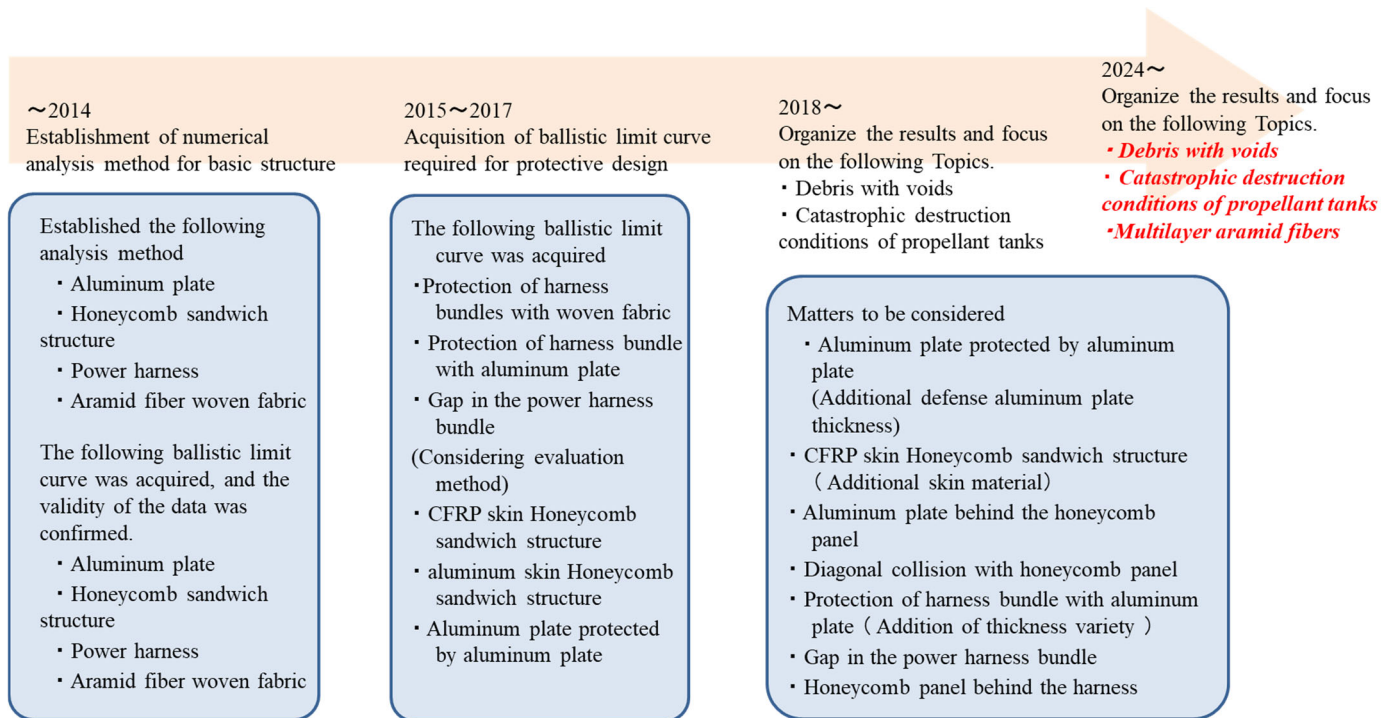 ～2014
Establishment of numerical
analysis method for basic structure
Established the following
analysis method
・Aluminum plate
・Honeycomb sandwich
structure
・Power harness
・Aramid fiber woven fabric
The following ballistic limit
curve was acquired, and the
validity of the data was
confirmed.
・Aluminum plate
・Honeycomb sandwich
structure
・Power harness
・Aramid fiber woven fabric
2015～2017
Acquisition of ballistic limit curve
required for protective design
The following ballistic limit
curve was acquired
・Protection of harness
bundles with woven fabric
・Protection of harness bundle
with aluminum plate
・Gap in the power harness
bundle
(Considering evaluation
method)
・CFRP skin Honeycomb
sandwich structure
・aluminum skin Honeycomb
sandwich structure
・Aluminum plate protected
by aluminum plate
2018～
Organize the results and focus
on the following Topics.
・Debris with voids
・Catastrophic destruction
conditions of propellant tanks
Matters to be considered
・Aluminum plate protected by aluminum
plate
(Additional defense aluminum plate
thickness)
・CFRP skin Honeycomb sandwich structure
（Additional skin material）
・Aluminum plate behind the honeycomb
panel
・Diagonal collision with honeycomb panel
・Protection of harness bundle with aluminum
plate（Addition of thickness variety）
・Gap in the power harness bundle
・Honeycomb panel behind the harness
2024～
Organize the results and focus
on the following Topics.
・Debris with voids
・Catastrophic destruction
conditions of propellant tanks
・Multilayer aramid fibers